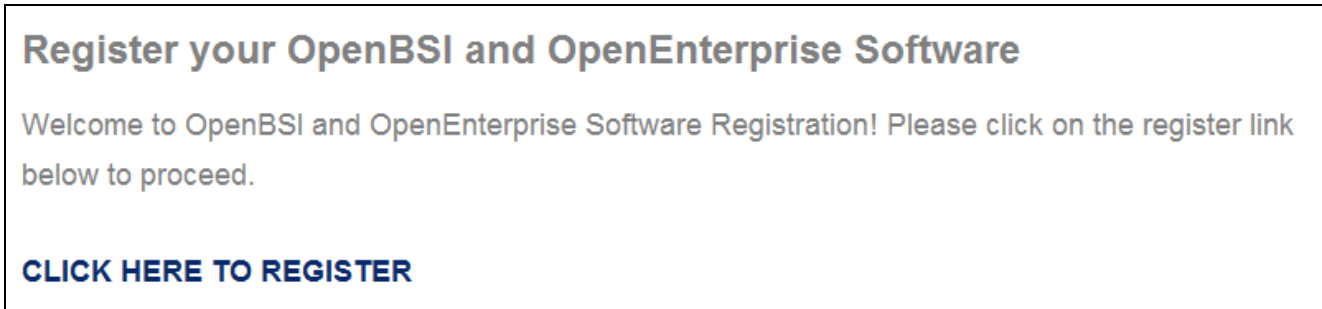 Register your OpenBSI and OpenEnterprise Software
Welcome to OpenBSI and OpenEnterprise Software Registration! Please click on the register link
below to proceed.
CLICK HERE TO REGISTER